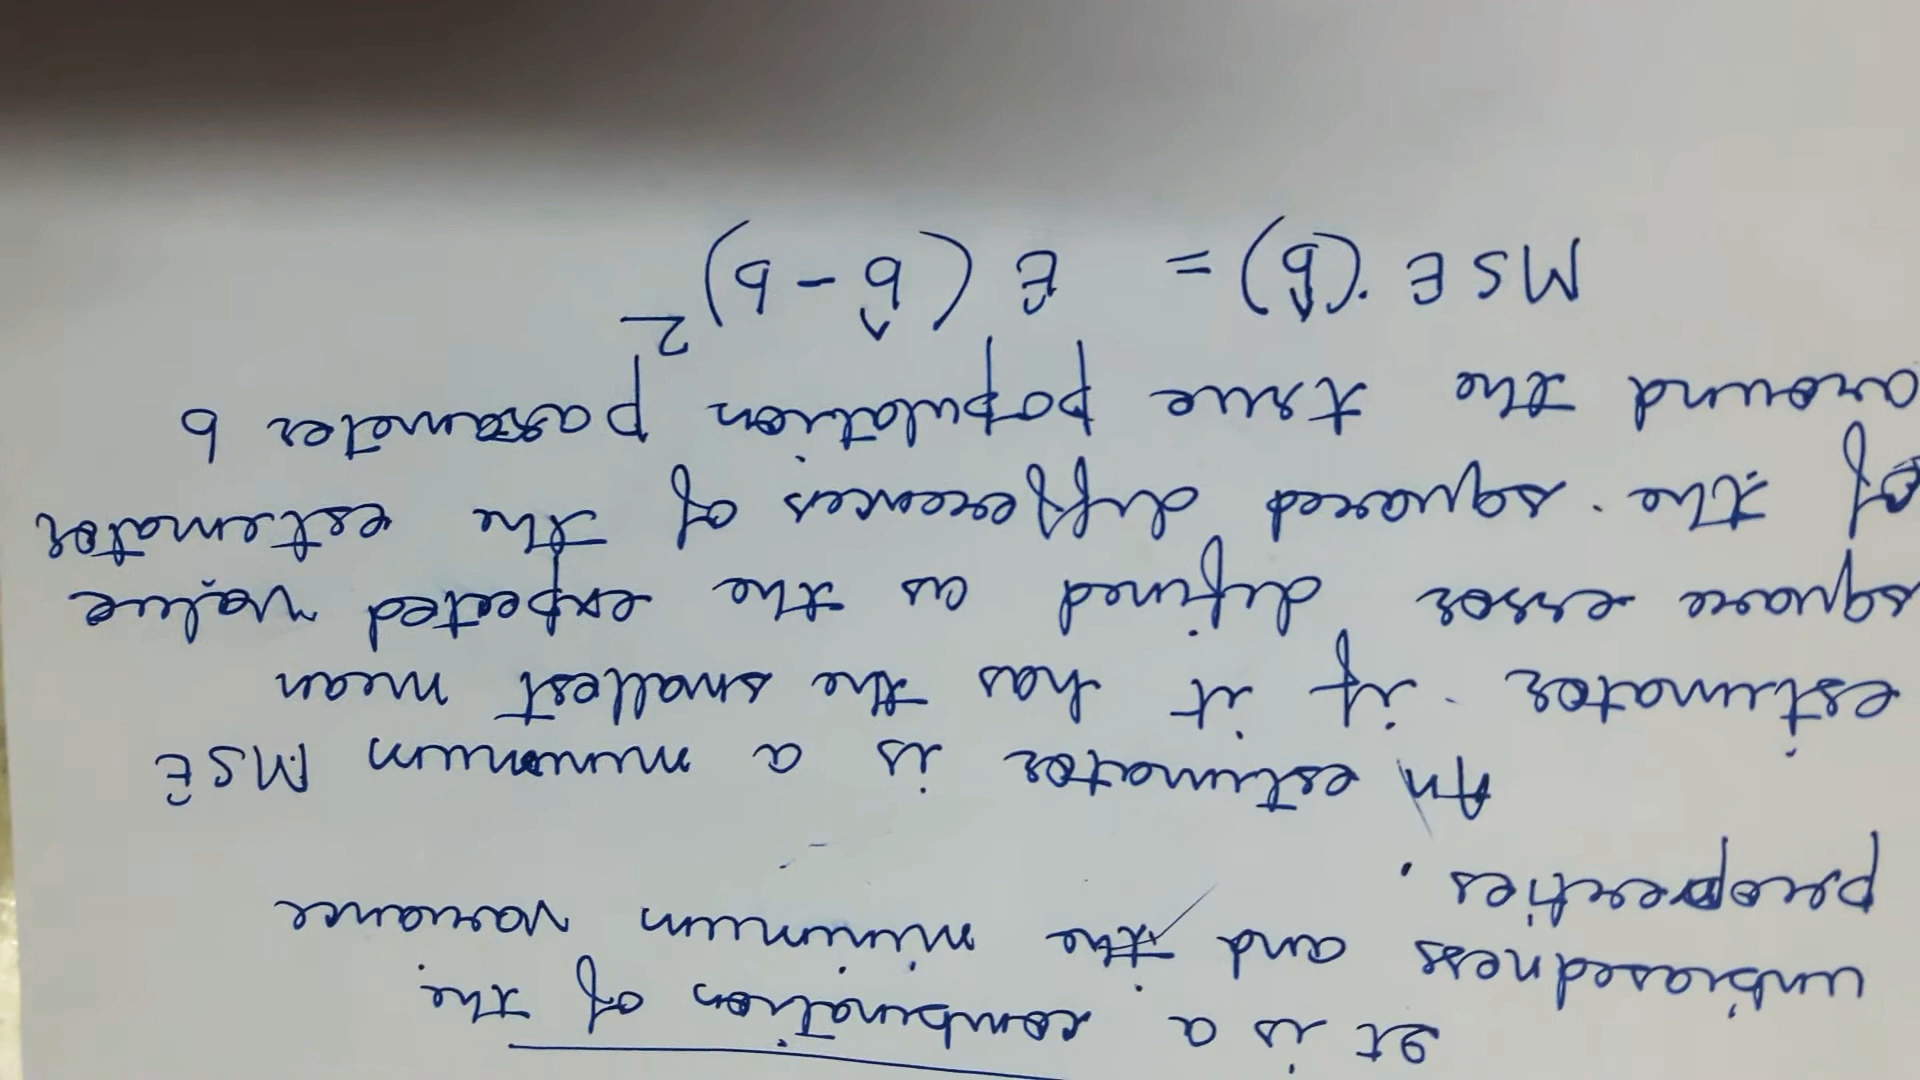 It is a combination of the
unbiasedness and the minimum variance
properties.
An estimator is a minimum MSE
estimator if it has the smallest mean
square error defined as the expected value
of the squared differences of the estimator
around the true population parameter b
MSE (b̂) = E (b̂ - b)²